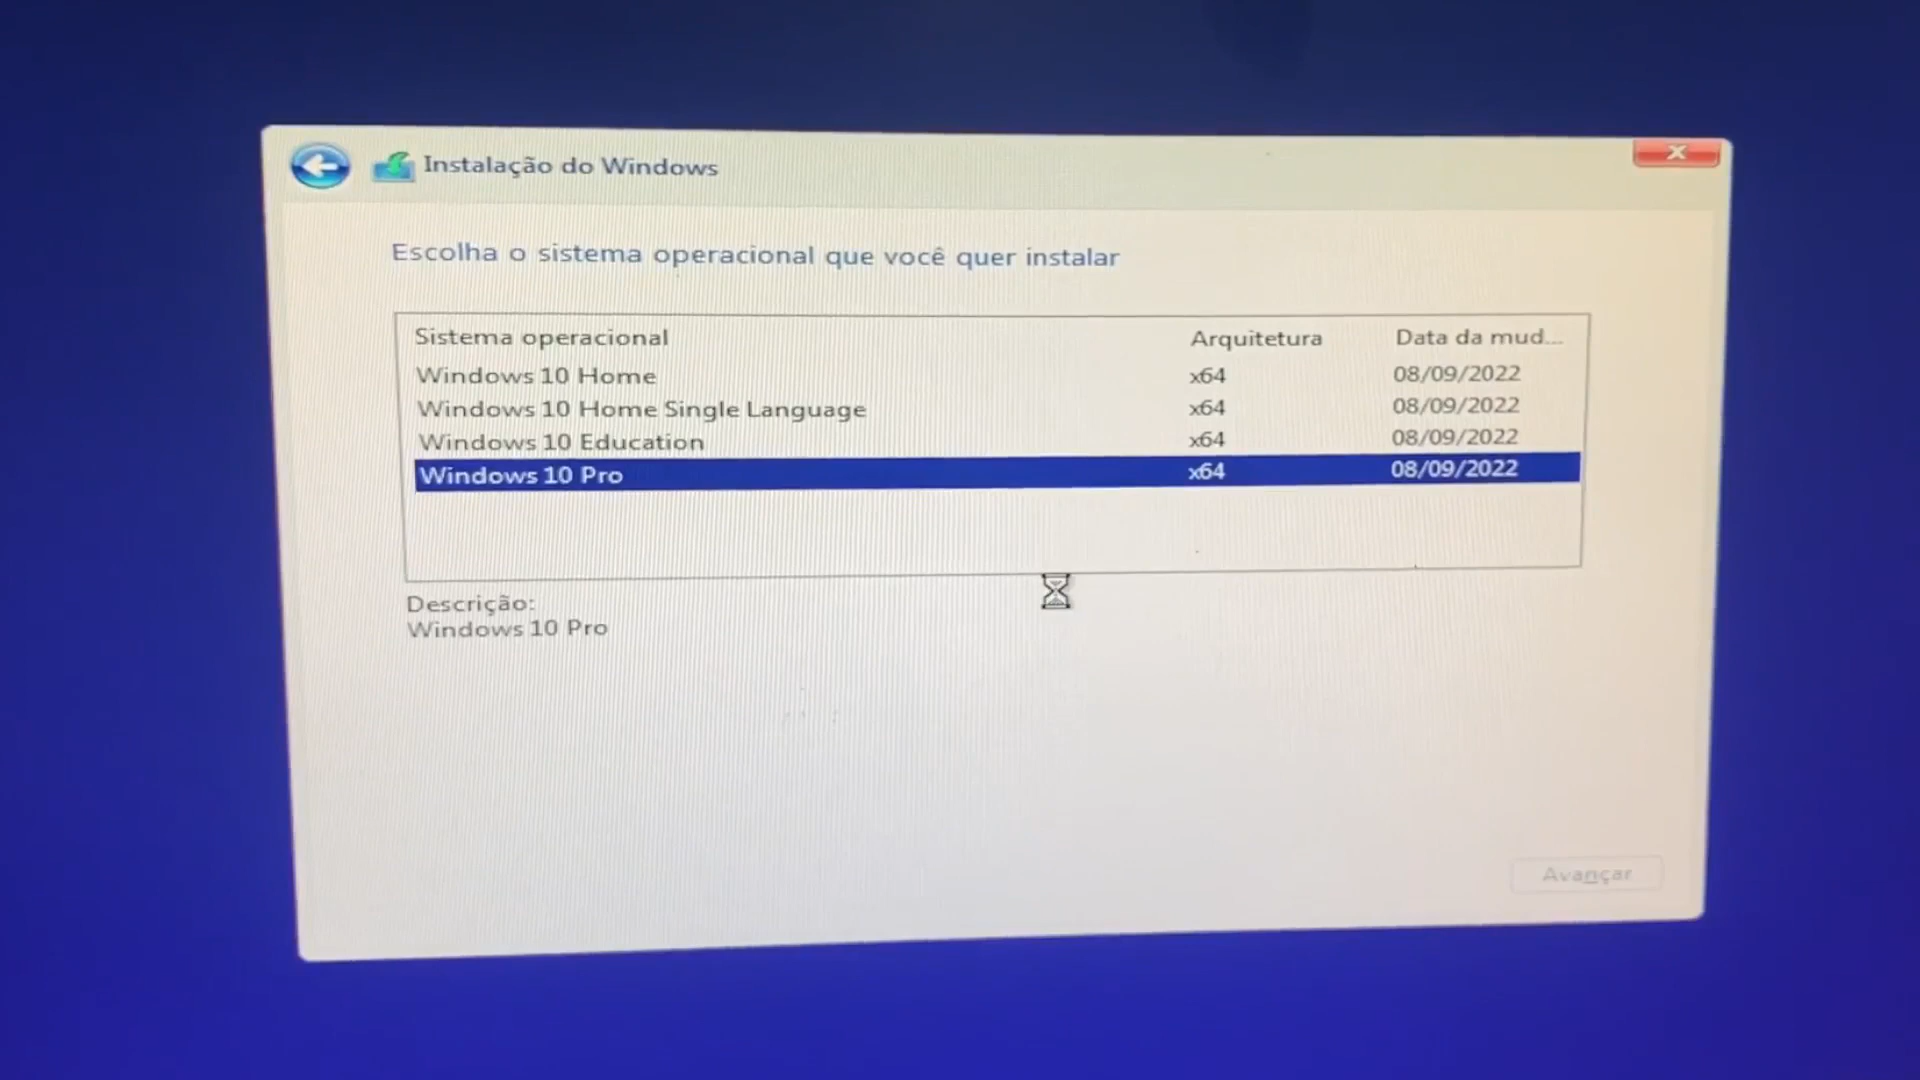 Instalação do Windows
Escolha o sistema operacional que você quer instalar
Sistema operacional Arquitetura Data da mud...
Windows 10 Home x64 08/09/2022
Windows 10 Home Single Language x64 08/09/2022
Windows 10 Education x64 08/09/2022
Windows 10 Pro x64 08/09/2022
Descrição:
Windows 10 Pro
Avançar